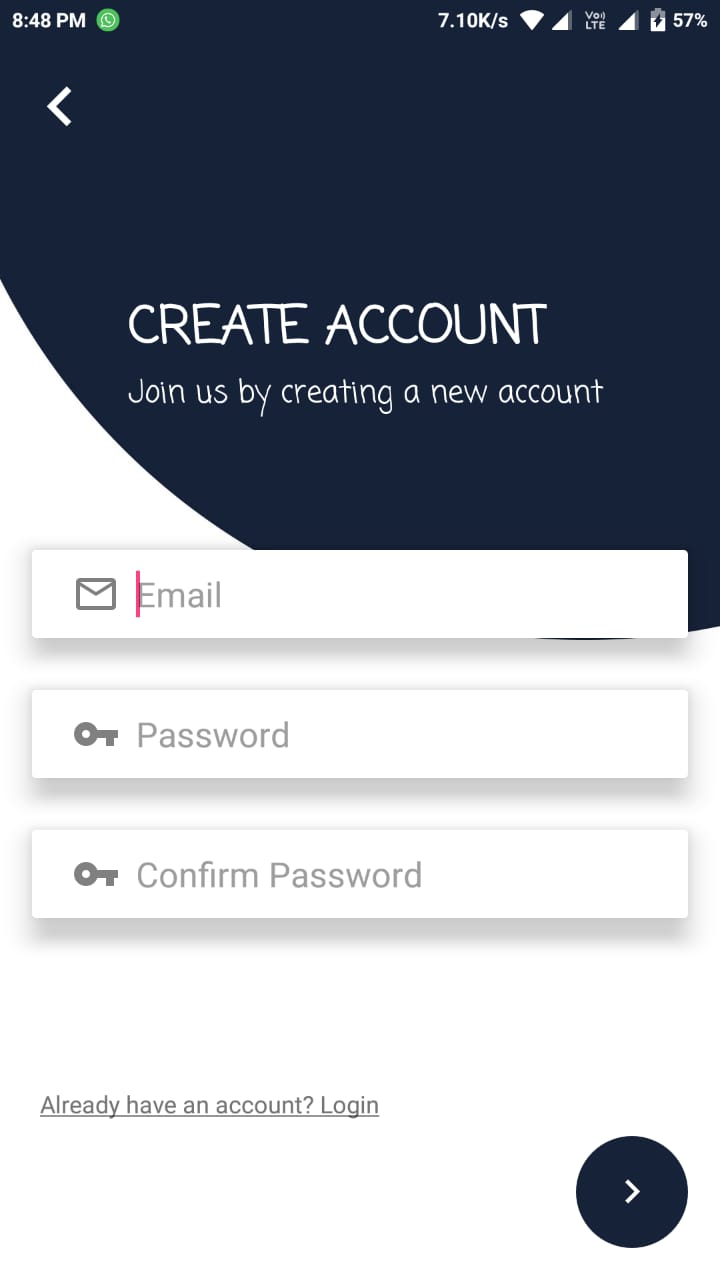 8:48 PM 7.10K/s Vo)) LTE 57%
CREATE ACCOUNT
Join us by creating a new account
Email
Password
Confirm Password
Already have an account? Login